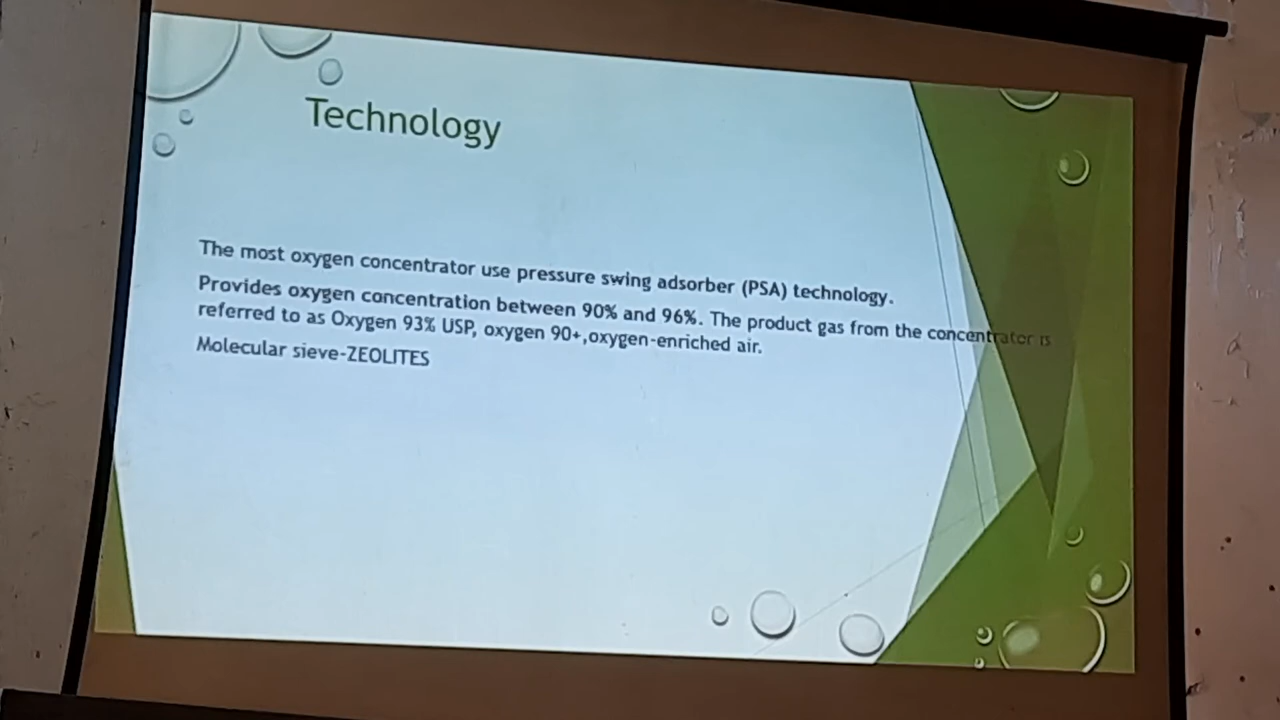 Technology
The most oxygen concentrator use pressure swing adsorber (PSA) technology.
Provides oxygen concentration between 90% and 96%. The product gas from the concentrator is
referred to as Oxygen 93% USP, oxygen 90+,oxygen-enriched air.
Molecular sieve-ZEOLITES